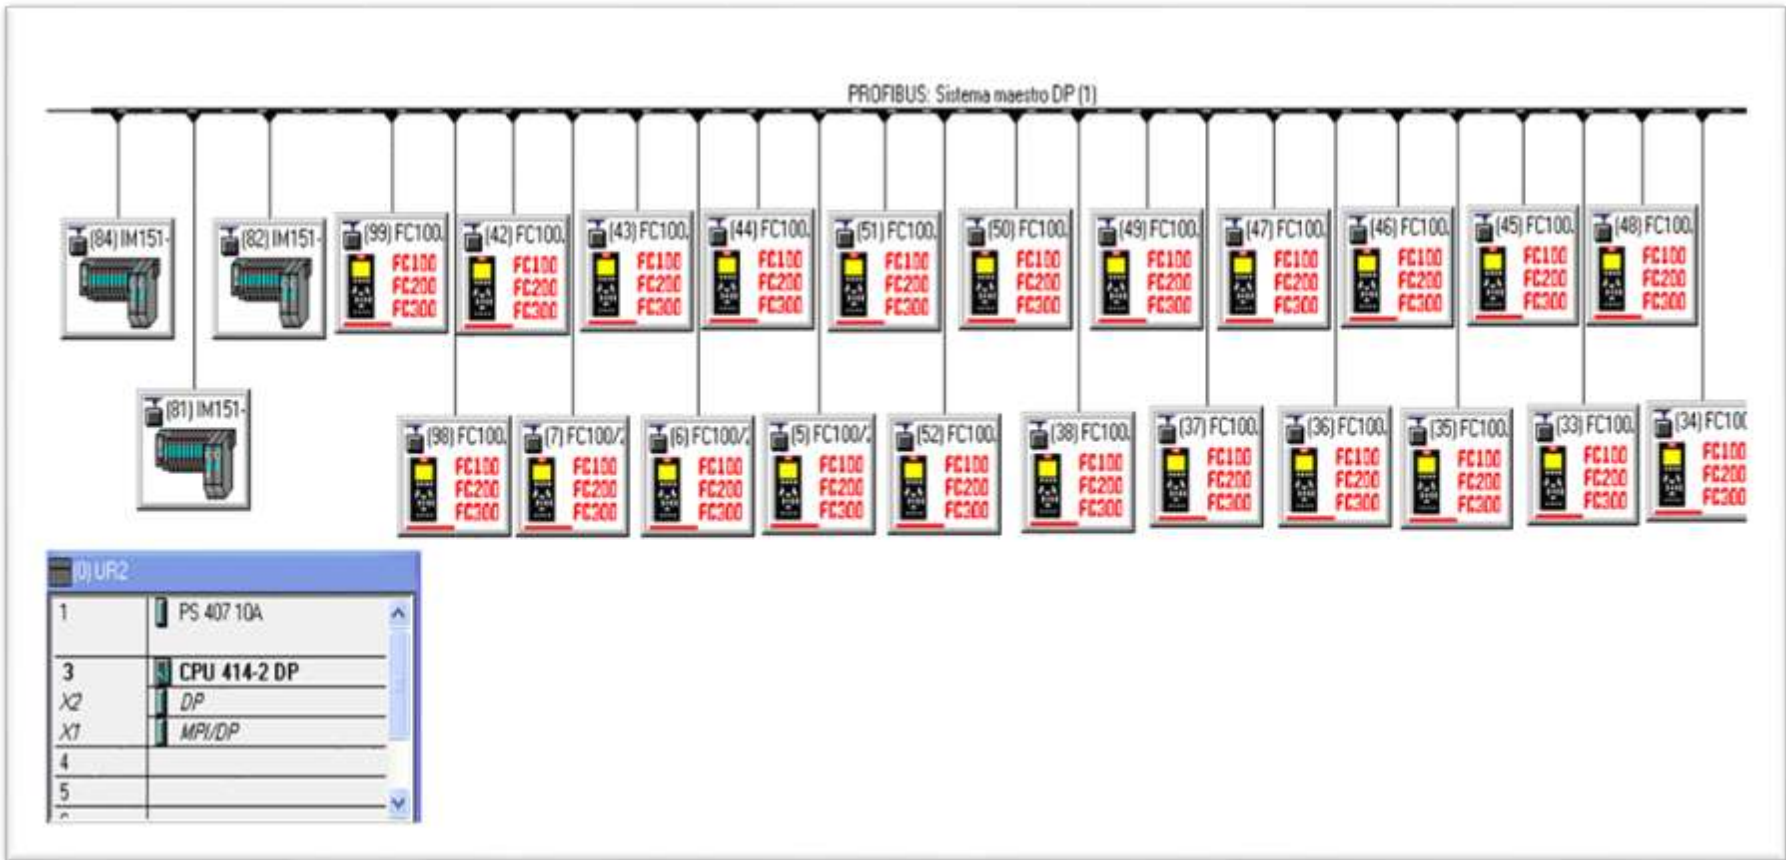 PROFIBUS: Sistema maestro DP (1)
(84) IM151-
(82) IM151-
(99) FC100,
FC100
FC200
FC300
(42) FC100,
FC100
FC200
FC300
(43) FC100,
FC100
FC200
FC300
(44) FC100,
FC100
FC200
FC300
(51) FC100,
FC100
FC200
FC300
(50) FC100,
FC100
FC200
FC300
(49) FC100,
FC100
FC200
FC300
(47) FC100,
FC100
FC200
FC300
(46) FC100,
FC100
FC200
FC300
(45) FC100,
FC100
FC200
FC300
(48) FC100,
FC100
FC200
FC300
(81) IM151-
(98) FC100,
FC100
FC200
FC300
(7) FC100/2
FC100
FC200
FC300
(6) FC100/2
FC100
FC200
FC300
(5) FC100/2
FC100
FC200
FC300
(52) FC100,
FC100
FC200
FC300
(38) FC100,
FC100
FC200
FC300
(37) FC100,
FC100
FC200
FC300
(36) FC100,
FC100
FC200
FC300
(35) FC100,
FC100
FC200
FC300
(33) FC100,
FC100
FC200
FC300
(34) FC100
FC100
FC200
FC300
(0) UR2
1 PS 407 10A
3 CPU 414-2 DP
X2 DP
X1 MPI/DP
4
5